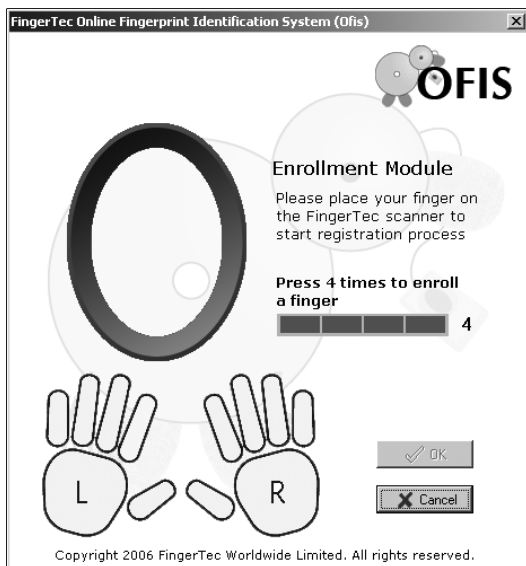 FingerTec Online Fingerprint Identification System (Ofis)
OFIS
Enrollment Module
Please place your finger on
the FingerTec scanner to
start registration process
Press 4 times to enroll
a finger
4
L
R
OK
Cancel
Copyright 2006 FingerTec Worldwide Limited. All rights reserved.